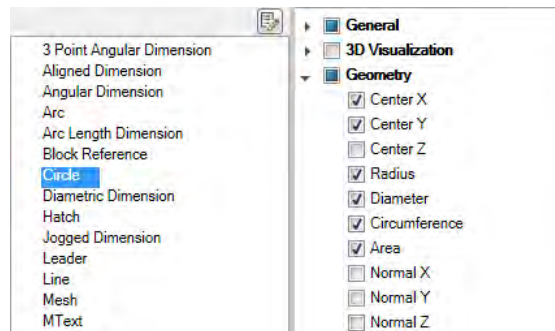 3 Point Angular Dimension
Aligned Dimension
Angular Dimension
Arc
Arc Length Dimension
Block Reference
Circle
Diametric Dimension
Hatch
Jogged Dimension
Leader
Line
Mesh
MText
General
3D Visualization
Geometry
Center X
Center Y
Center Z
Radius
Diameter
Circumference
Area
Normal X
Normal Y
Normal Z